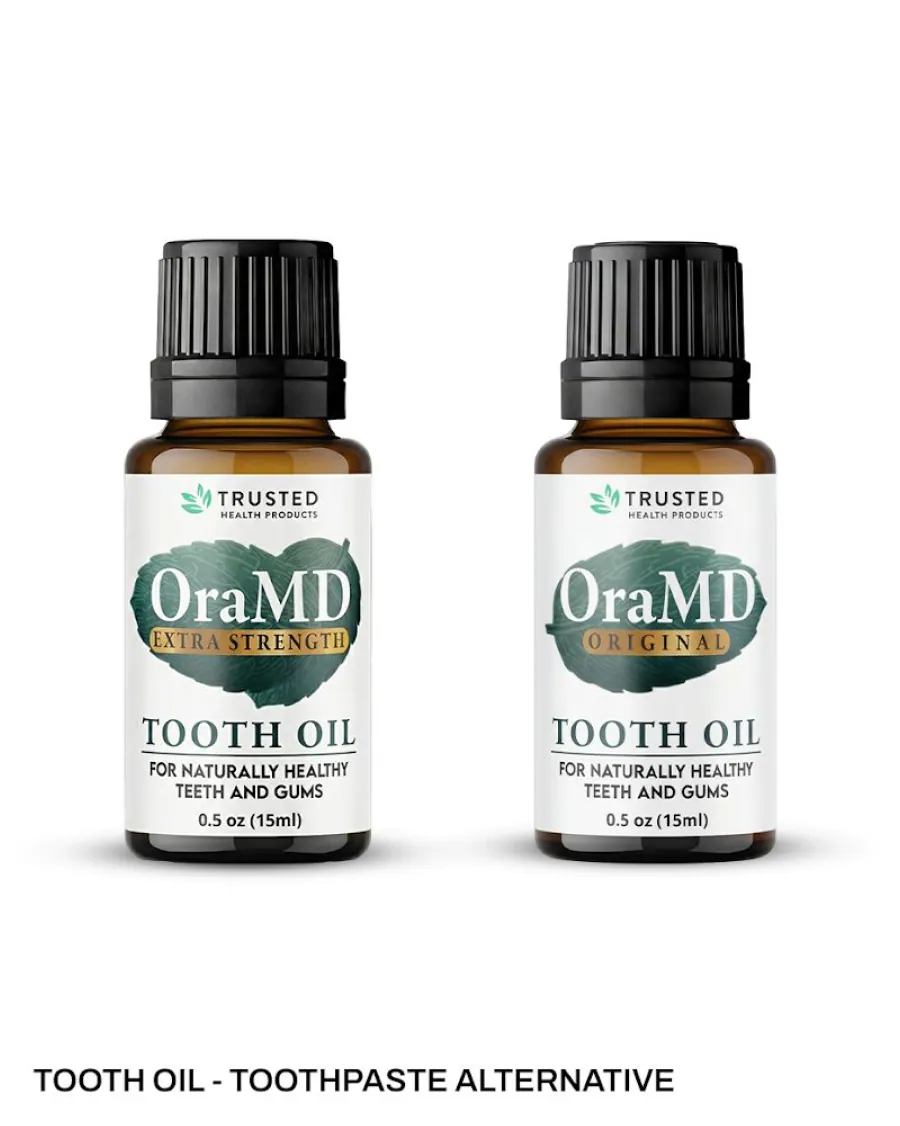 TRUSTED
HEALTH PRODUCTS
OraMD
EXTRA STRENGTH
TOOTH OIL
FOR NATURALLY HEALTHY
TEETH AND GUMS
0.5 oz (15ml)
TRUSTED
HEALTH PRODUCTS
OraMD
ORIGINAL
TOOTH OIL
FOR NATURALLY HEALTHY
TEETH AND GUMS
0.5 oz (15ml)
TOOTH OIL - TOOTHPASTE ALTERNATIVE